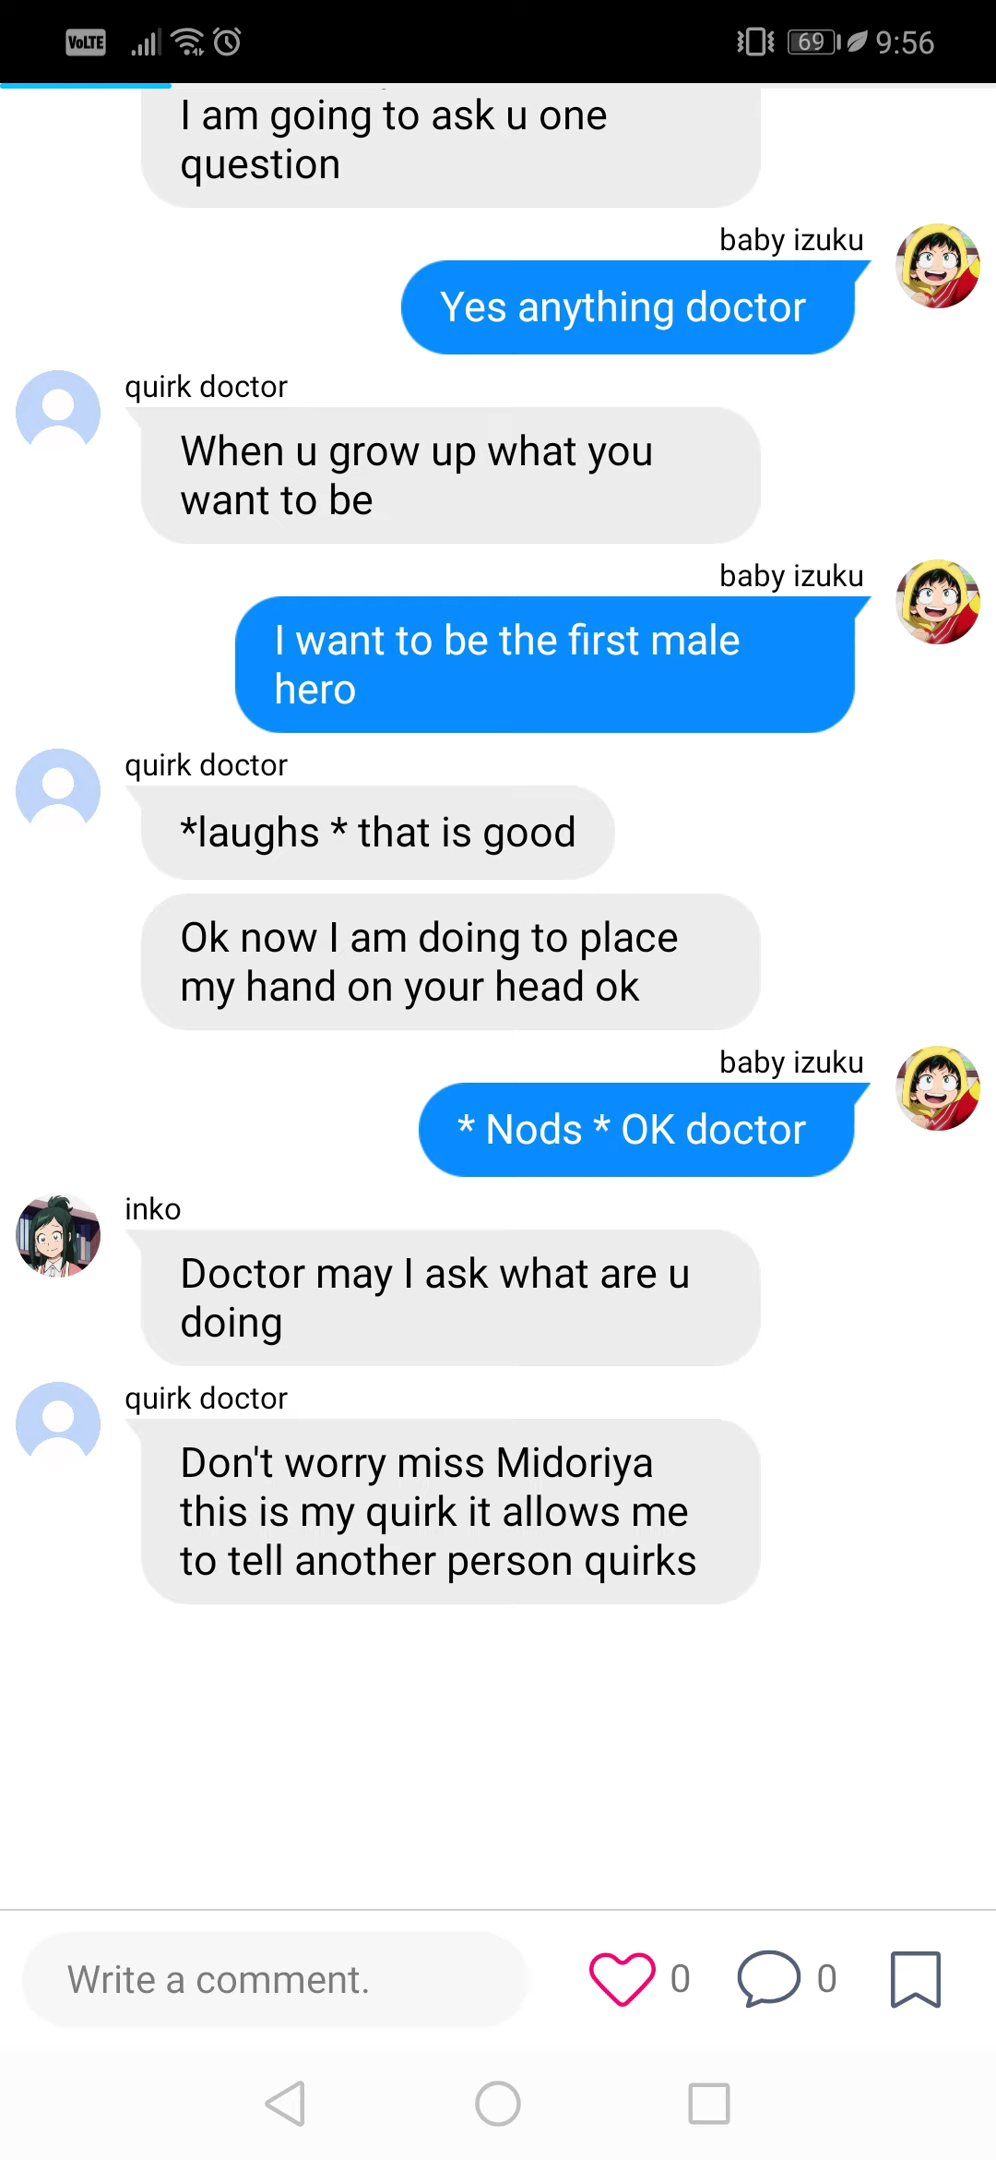 VoLTE 69 9:56
I am going to ask u one
question
baby izuku
Yes anything doctor
quirk doctor
When u grow up what you
want to be
baby izuku
I want to be the first male
hero
quirk doctor
*laughs * that is good
Ok now I am doing to place
my hand on your head ok
baby izuku
* Nods * OK doctor
inko
Doctor may I ask what are u
doing
quirk doctor
Don't worry miss Midoriya
this is my quirk it allows me
to tell another person quirks
Write a comment. 0 0